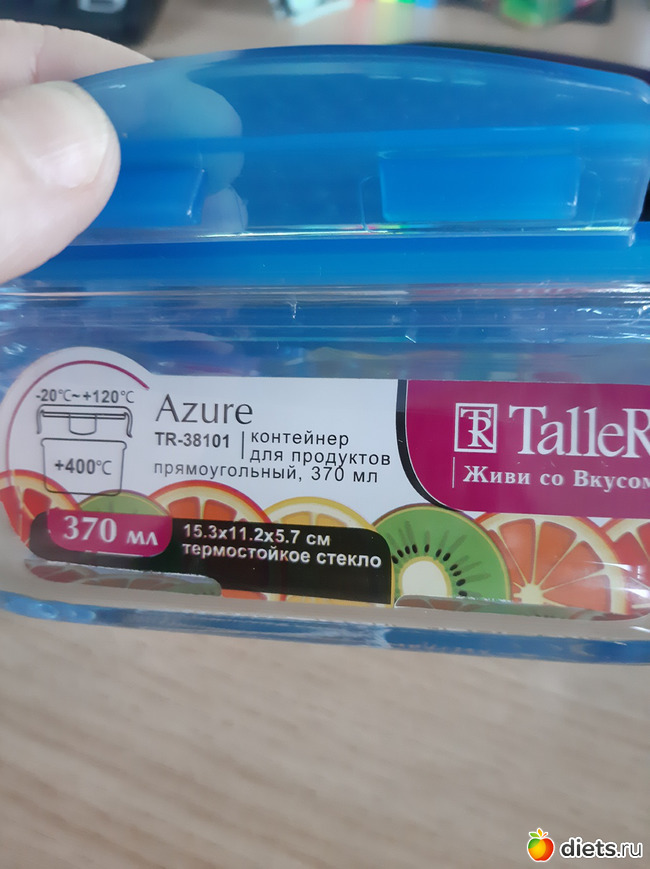 -20°C~+120°C
+400°C
Azure
TR-38101
контейнер
для продуктов
прямоугольный, 370 мл
TR TalleR
Живи со Вкусом
370 мл
15.3x11.2x5.7 см
термостойкое стекло
diets.ru